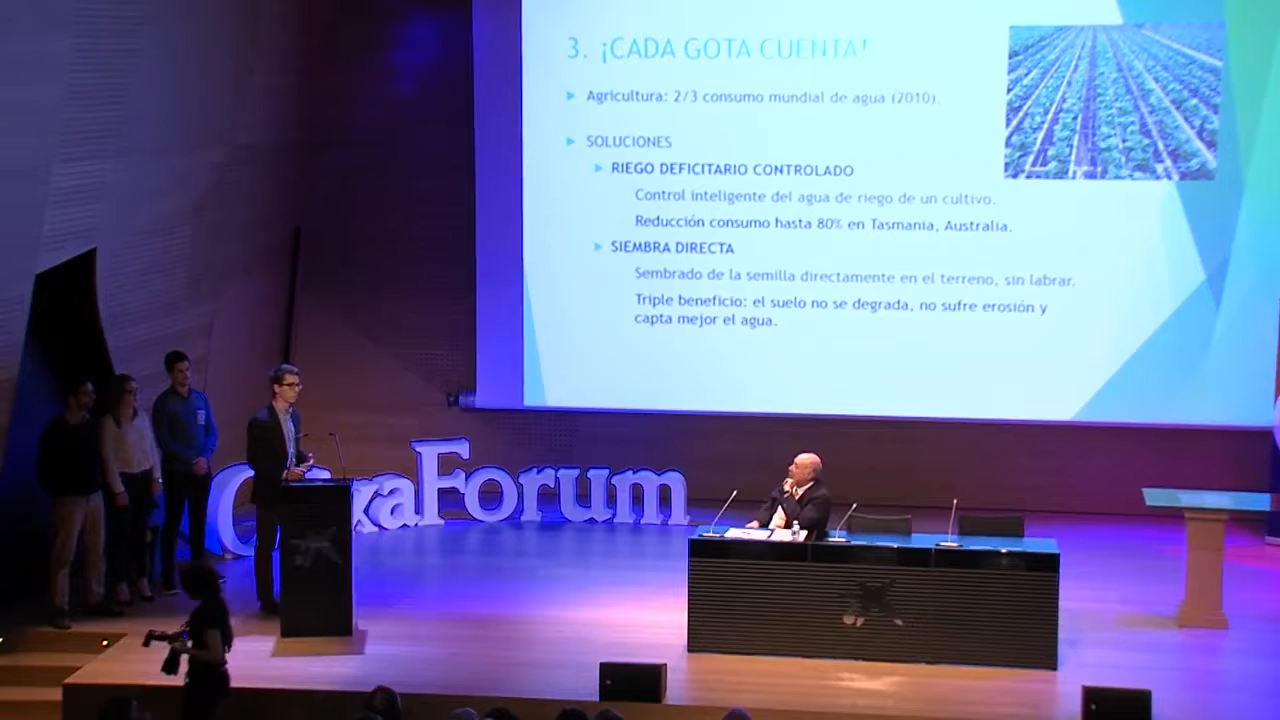 3. ¡CADA GOTA CUENTA!
Agricultura: 2/3 consumo mundial de agua (2010).
SOLUCIONES
RIEGO DEFICITARIO CONTROLADO
Control inteligente del agua de riego de un cultivo.
Reducción consumo hasta 80% en Tasmania, Australia.
SIEMBRA DIRECTA
Sembrado de la semilla directamente en el terreno, sin labrar.
Triple beneficio: el suelo no se degrada, no sufre erosión y
capta mejor el agua.
CaixaForum